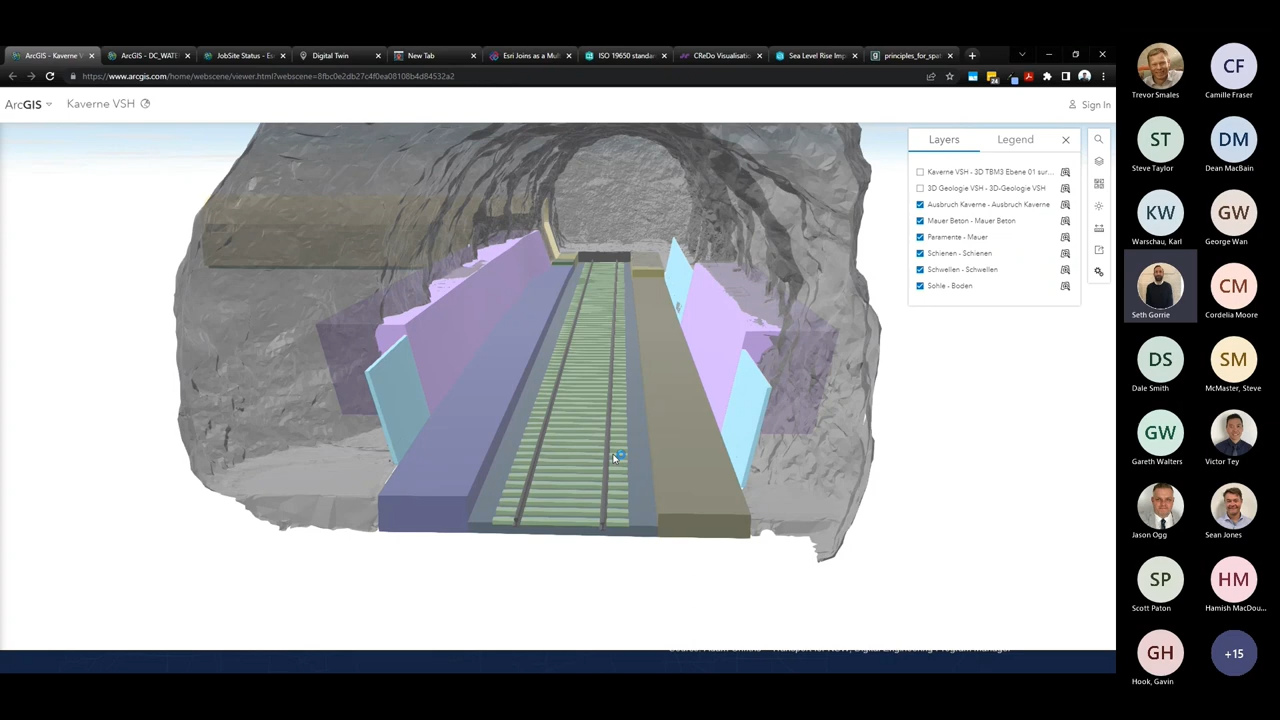 ArcGIS - Kaverne V
ArcGIS - DC_WATE
JobSite Status - Es
Digital Twin
New Tab
Esri Joins as a Mult
ISO 19650 standa
CReDo Visualisatio
Sea Level Rise Imp
principles_for_spa
https://www.arcgis.com/home/webscene/viewer.html?webscene=8fbc0e2db27c4f0ea08108b4d84532a2
24
ArcGIS
Kaverne VSH
Sign In
Layers
Legend
Kaverne VSH - 3D TBM3 Ebene 01 sur...
3D Geologie VSH - 3D-Geologie VSH
Ausbruch Kaverne - Ausbruch Kaverne
Mauer Beton - Mauer Beton
Paramente - Mauer
Schienen - Schienen
Schwellen - Schwellen
Sohle - Boden
Trevor Smales
CF
Camille Fraser
ST
Steve Taylor
DM
Dean MacBain
KW
Warschau, Karl
GW
George Wan
Seth Gorrie
CM
Cordelia Moore
DS
Dale Smith
SM
McMaster, Steve
GW
Gareth Walters
Victor Tey
Jason Ogg
Sean Jones
SP
Scott Paton
HM
Hamish MacDou...
GH
Hook, Gavin
+15